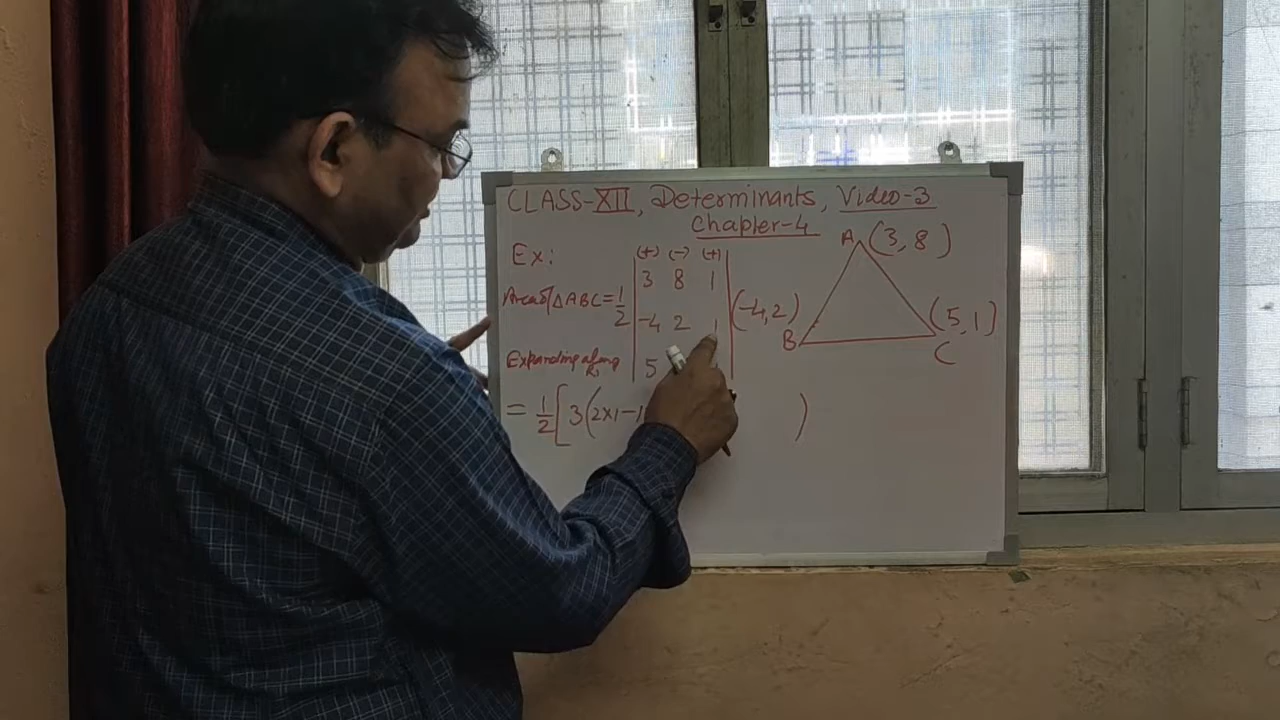 CLASS-XII, Determinants, Video-3
Chapter-4
Ex:
(+) (-) (+)
3 8 1
Area of ΔABC = 1/2
-4 2 1
5
A (3, 8)
(-4, 2) B
(5, 1)
C
Expanding along R₁
= 1/2 [ 3 (2×1-1 )